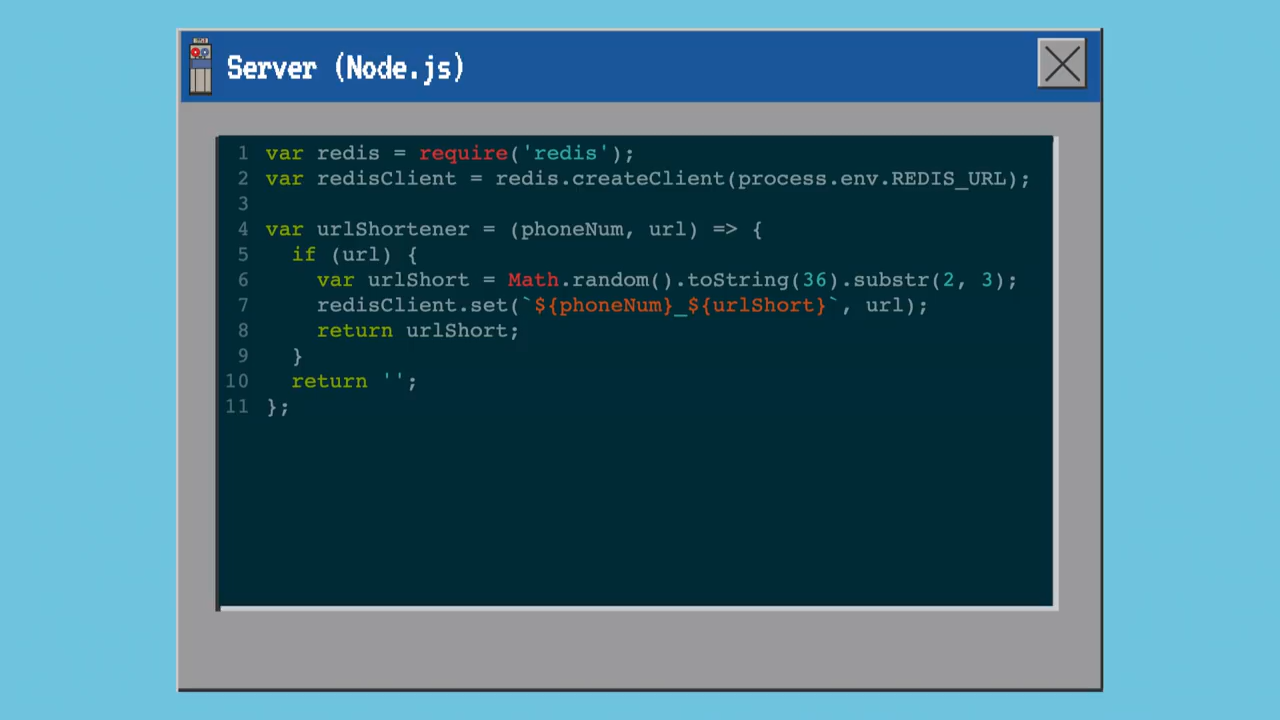 Server (Node.js)
1 var redis = require('redis');
2 var redisClient = redis.createClient(process.env.REDIS_URL);
3
4 var urlShortener = (phoneNum, url) => {
5   if (url) {
6     var urlShort = Math.random().toString(36).substr(2, 3);
7     redisClient.set(`${phoneNum}_${urlShort}`, url);
8     return urlShort;
9   }
10   return '';
11 };